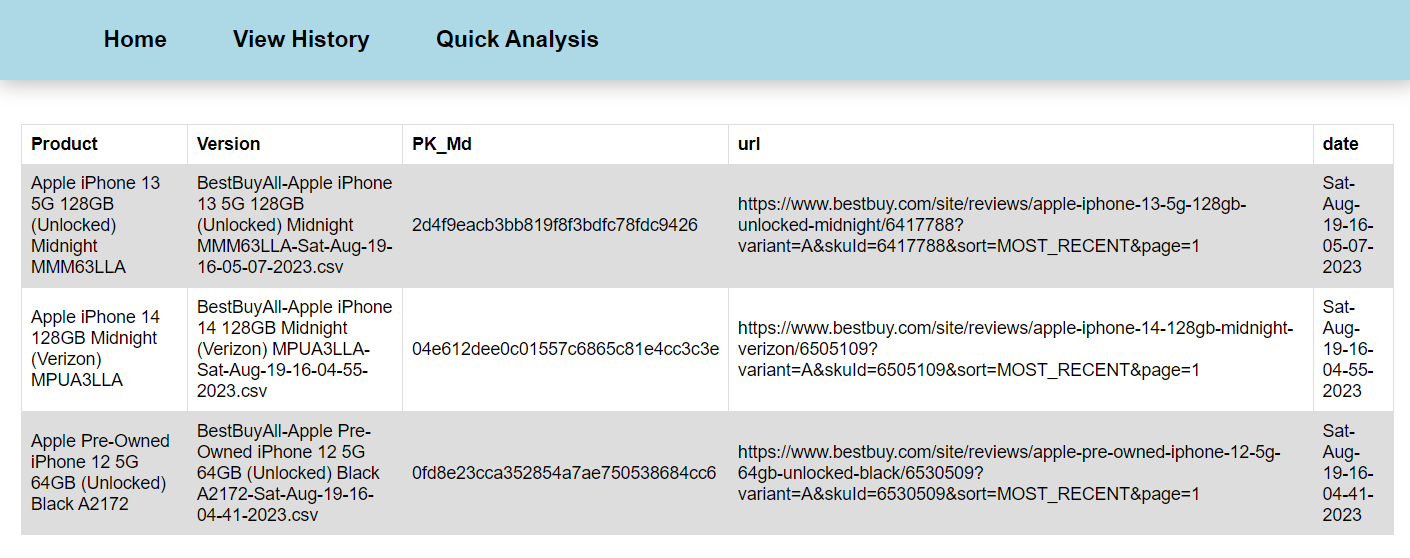 Home View History Quick Analysis
Product Version PK_Md url date
Apple iPhone 13
5G 128GB
(Unlocked)
Midnight
MMM63LLA
BestBuyAll-Apple iPhone
13 5G 128GB
(Unlocked) Midnight
MMM63LLA-Sat-Aug-19-
16-05-07-2023.csv
2d4f9eacb3bb819f8f3bdfc78fdc9426
https://www.bestbuy.com/site/reviews/apple-iphone-13-5g-128gb-
unlocked-midnight/6417788?
variant=A&skuId=6417788&sort=MOST_RECENT&page=1
Sat-
Aug-
19-16-
05-07-
2023
Apple iPhone 14
128GB Midnight
(Verizon)
MPUA3LLA
BestBuyAll-Apple iPhone
14 128GB Midnight
(Verizon) MPUA3LLA-
Sat-Aug-19-16-04-55-
2023.csv
04e612dee0c01557c6865c81e4cc3c3e
https://www.bestbuy.com/site/reviews/apple-iphone-14-128gb-midnight-
verizon/6505109?
variant=A&skuId=6505109&sort=MOST_RECENT&page=1
Sat-
Aug-
19-16-
04-55-
2023
Apple Pre-Owned
iPhone 12 5G
64GB (Unlocked)
Black A2172
BestBuyAll-Apple Pre-
Owned iPhone 12 5G
64GB (Unlocked) Black
A2172-Sat-Aug-19-16-
04-41-2023.csv
0fd8e23cca352854a7ae750538684cc6
https://www.bestbuy.com/site/reviews/apple-pre-owned-iphone-12-5g-
64gb-unlocked-black/6530509?
variant=A&skuId=6530509&sort=MOST_RECENT&page=1
Sat-
Aug-
19-16-
04-41-
2023